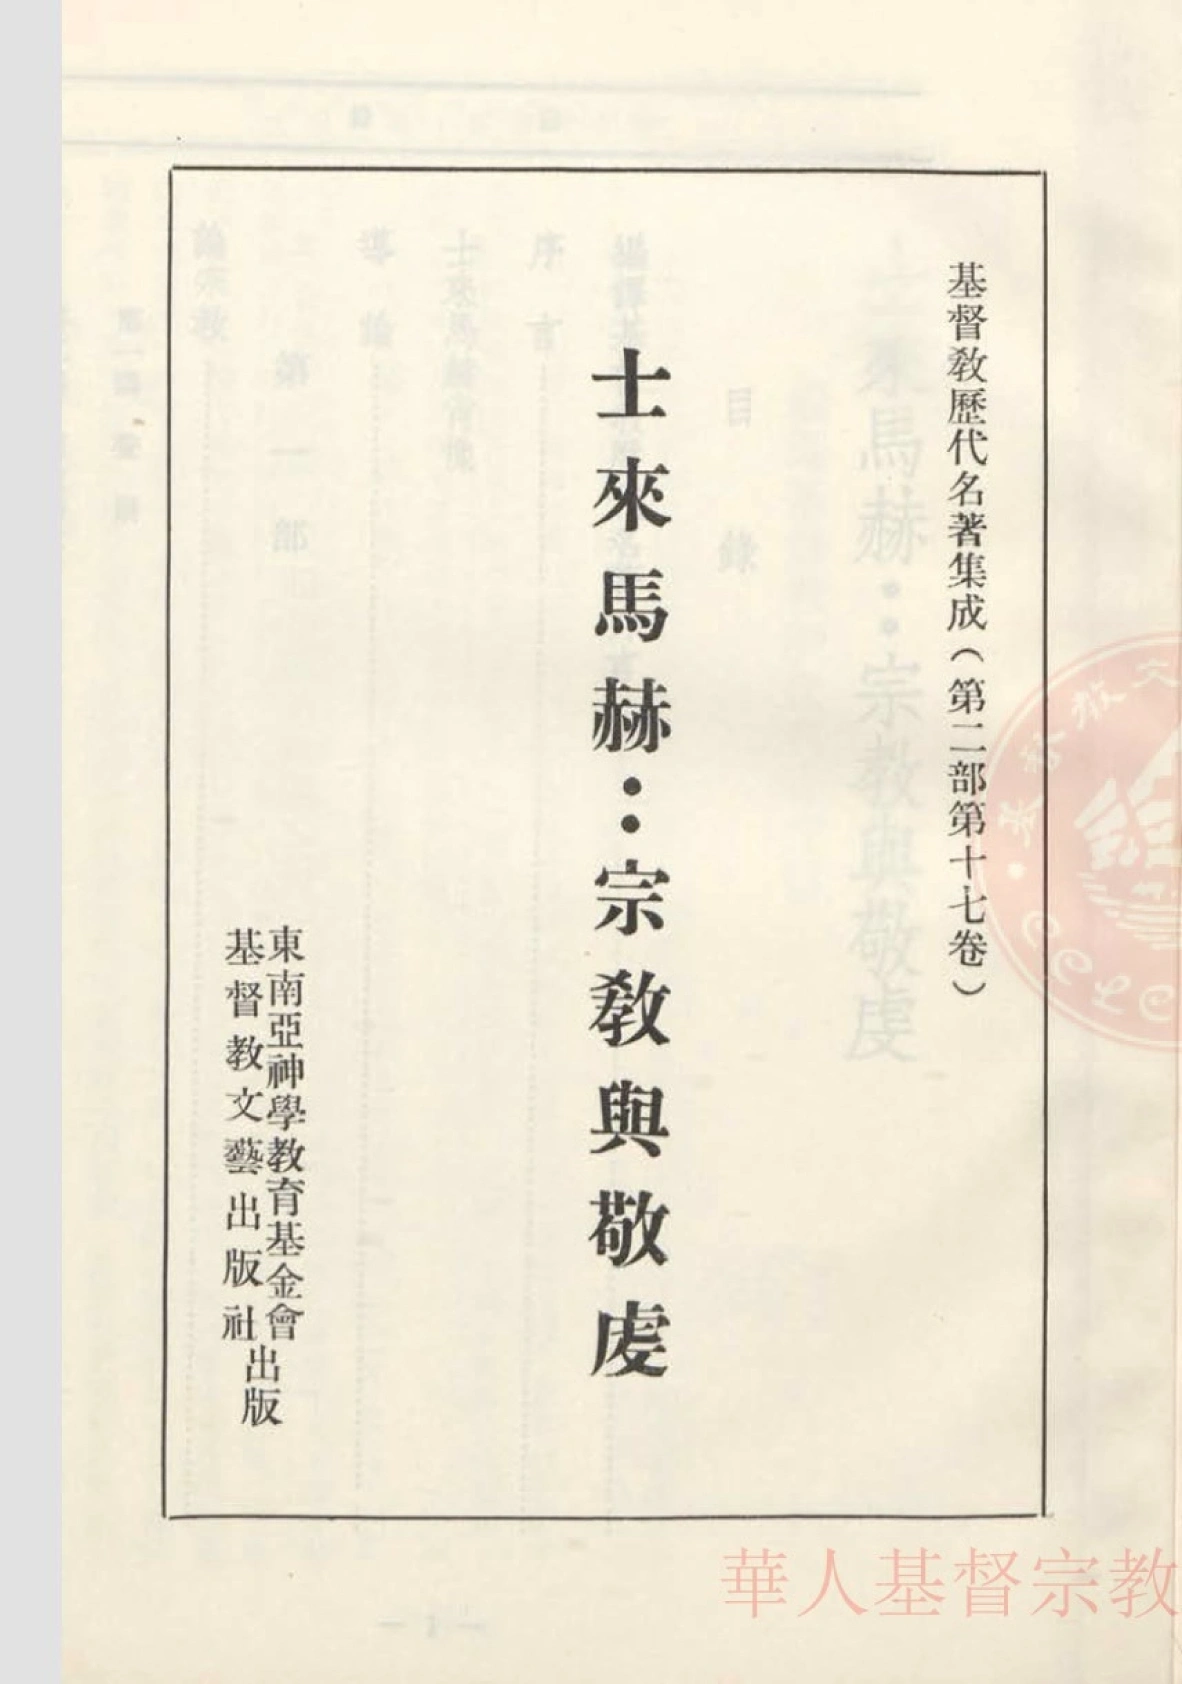 基督教歷代名著集成（第二部第十七卷）
士來馬赫：宗教與敬虔
東南亞神學教育基金會
基督教文藝出版社
出版
華人基督宗教